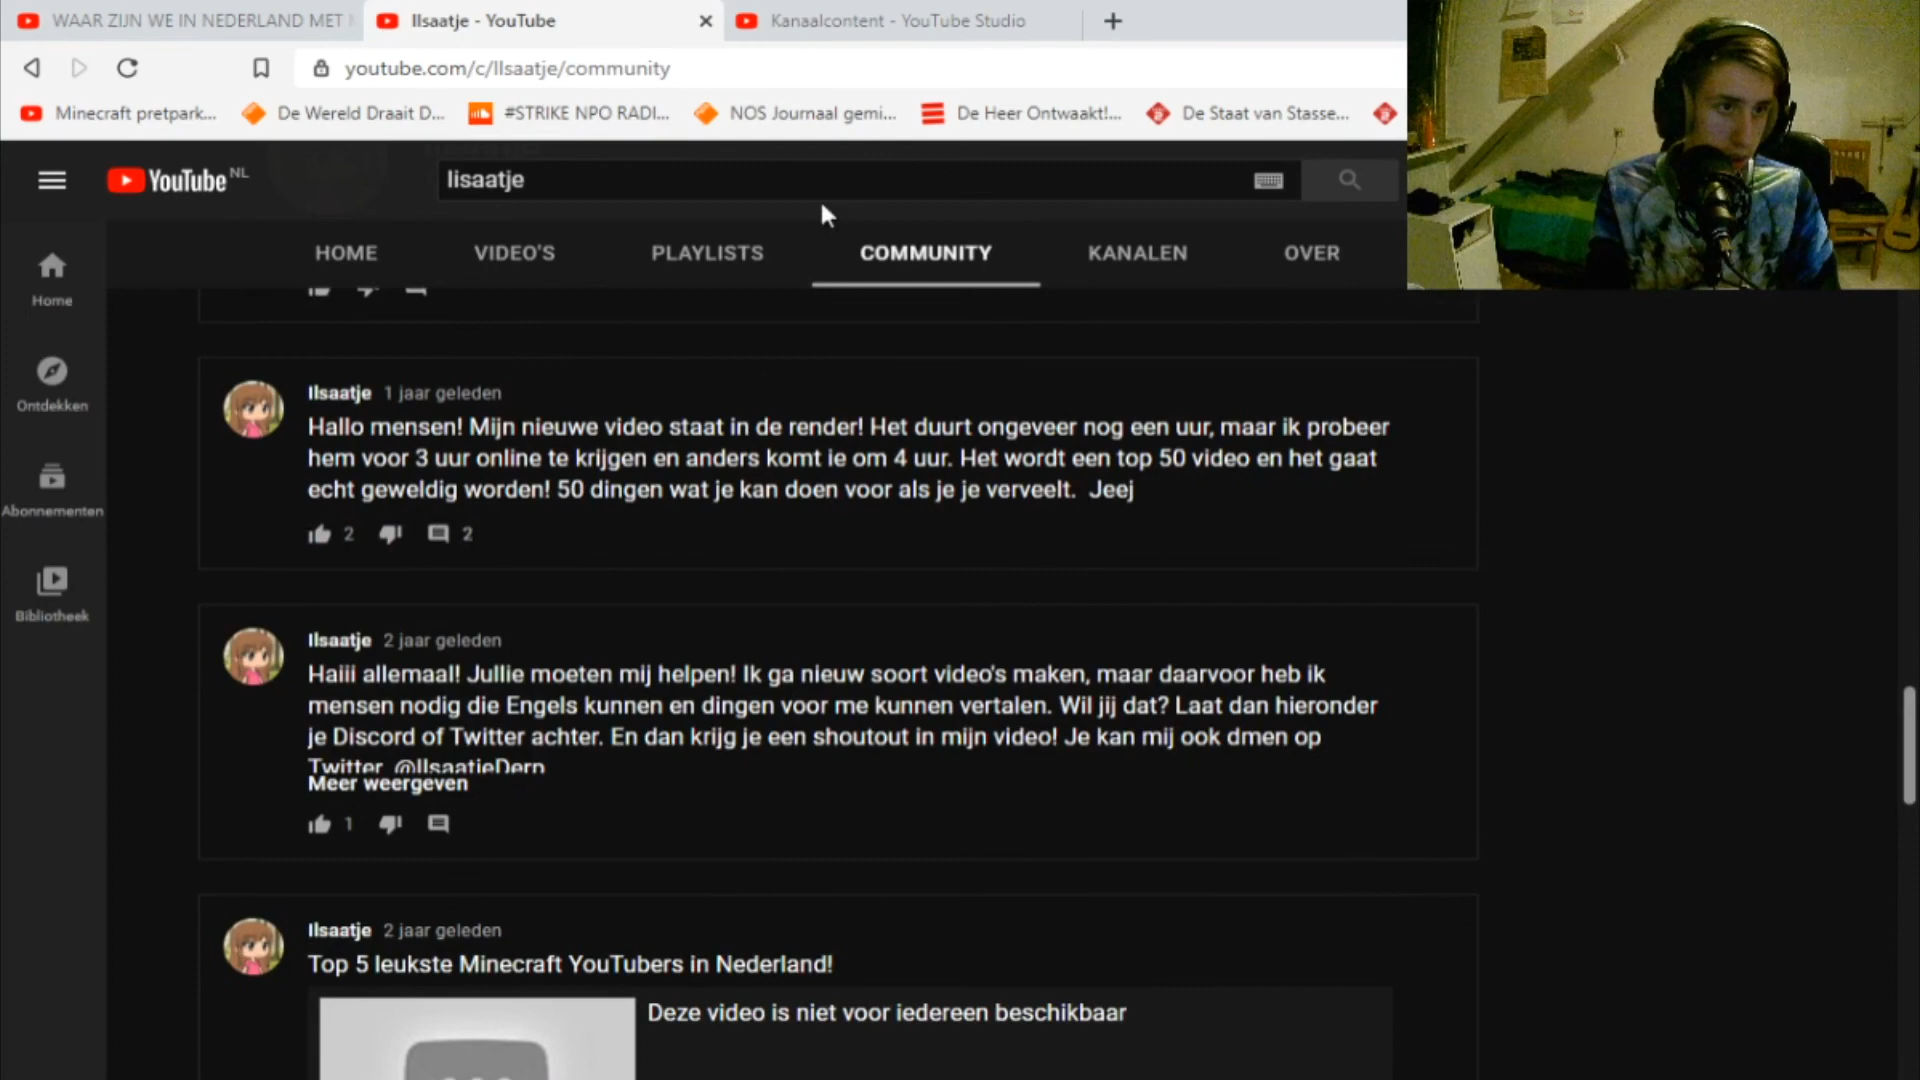 WAAR ZIJN WE IN NEDERLAND MET
Ilsaatje - YouTube
Kanaalcontent - YouTube Studio
youtube.com/c/Ilsaatje/community
Minecraft pretpark...
De Wereld Draait D...
#STRIKE NPO RADI...
NOS Journaal gemi...
De Heer Ontwaakt!...
De Staat van Stasse...
YouTube NL
lisaatje
HOME
VIDEO'S
PLAYLISTS
COMMUNITY
KANALEN
OVER
Home
Ontdekken
Abonnementen
Bibliotheek
Ilsaatje 1 jaar geleden
Hallo mensen! Mijn nieuwe video staat in de render! Het duurt ongeveer nog een uur, maar ik probeer
hem voor 3 uur online te krijgen en anders komt ie om 4 uur. Het wordt een top 50 video en het gaat
echt geweldig worden! 50 dingen wat je kan doen voor als je je verveelt. Jeej
2 2
Ilsaatje 2 jaar geleden
Haiii allemaal! Jullie moeten mij helpen! Ik ga nieuw soort video's maken, maar daarvoor heb ik
mensen nodig die Engels kunnen en dingen voor me kunnen vertalen. Wil jij dat? Laat dan hieronder
je Discord of Twitter achter. En dan krijg je een shoutout in mijn video! Je kan mij ook dmen op
Twitter @IlsaatjeDerp
Meer weergeven
1
Ilsaatje 2 jaar geleden
Top 5 leukste Minecraft YouTubers in Nederland!
Deze video is niet voor iedereen beschikbaar